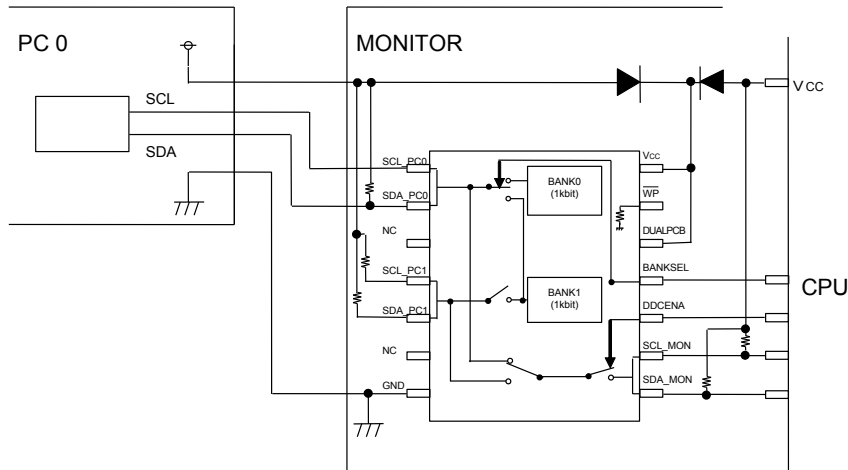 PC 0
SCL
SDA
MONITOR
VCC
SCL_PC0
SDA_PC0
NC
SCL_PC1
SDA_PC1
NC
GND
BANK0
(1kbit)
BANK1
(1kbit)
VCC
WP
DUALPCB
BANKSEL
DDCENA
SCL_MON
SDA_MON
CPU